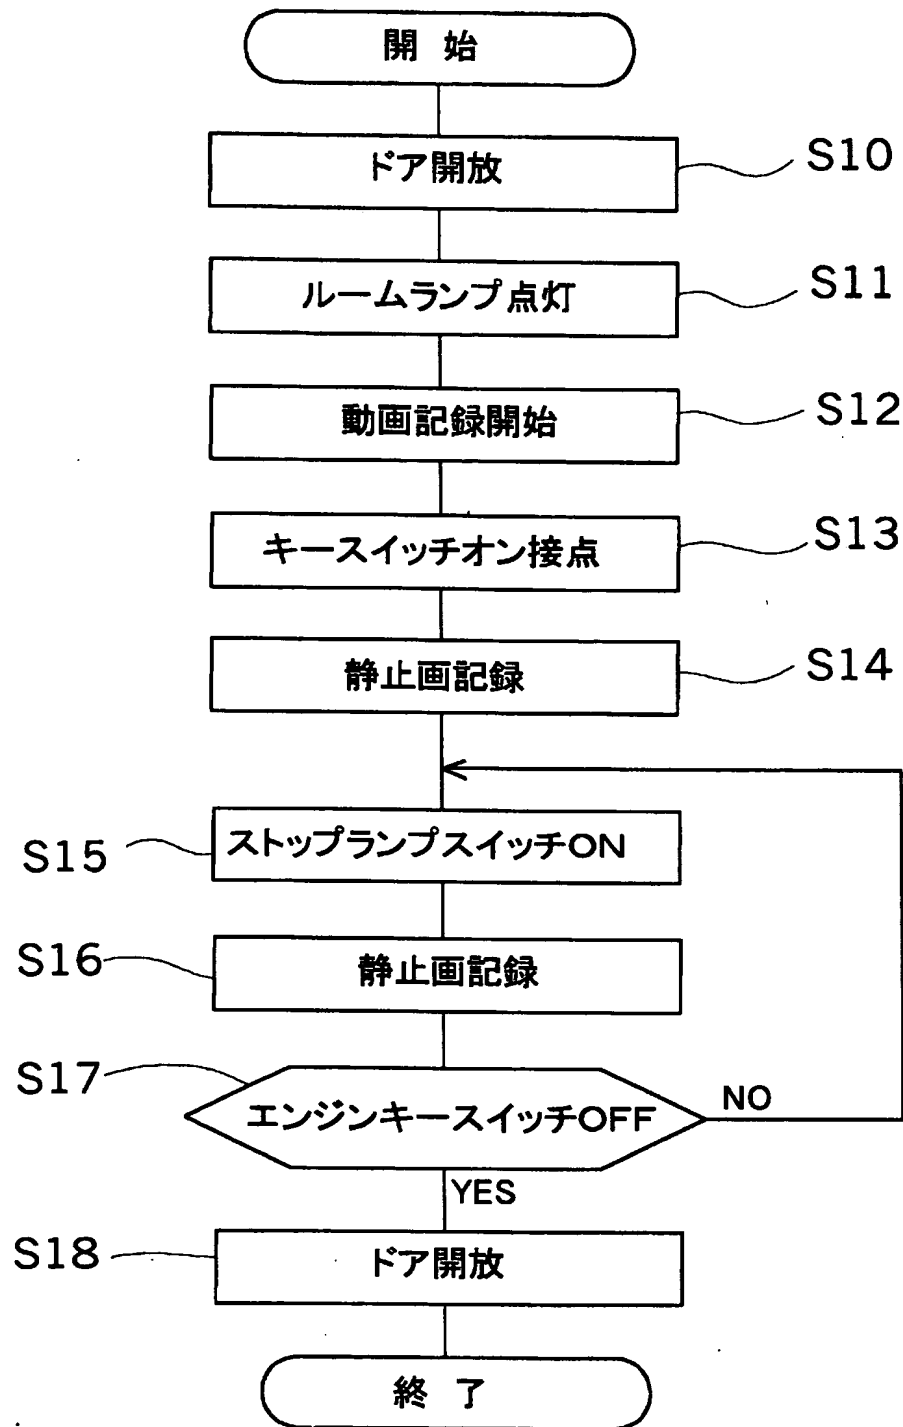 開 始
ドア開放
S10
ルームランプ点灯
S11
動画記録開始
S12
キースイッチオン接点
S13
静止画記録
S14
ストップランプスイッチON
S15
静止画記録
S16
エンジンキースイッチOFF
S17
NO
YES
ドア開放
S18
終 了